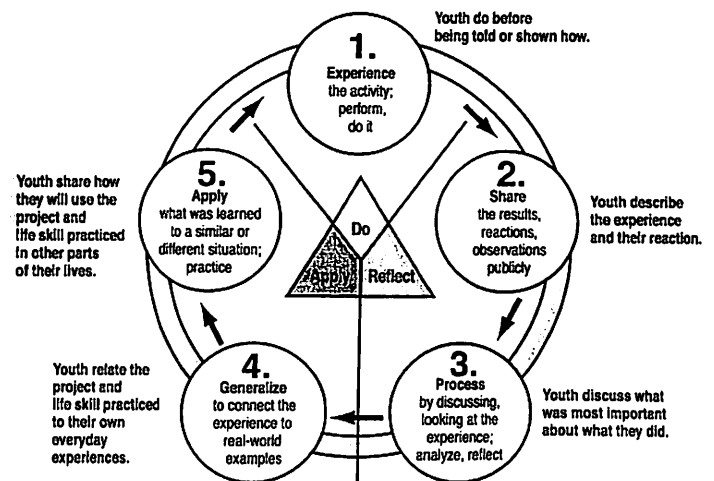 Youth do before
being told or shown how.
1.
Experience
the activity;
perform,
do it
2.
Share
the results,
reactions,
observations
publicly
Youth describe
the experience
and their reaction.
3.
Process
by discussing,
looking at the
experience;
analyze, reflect
Youth discuss what
was most important
about what they did.
4.
Generalize
to connect the
experience to
real-world
examples
Youth relate the
project and
life skill practiced
to their own
everyday
experiences.
5.
Apply
what was learned
to a similar or
different situation;
practice
Youth share how
they will use the
project and
life skill practiced
in other parts
of their lives.
Do
Apply
Reflect